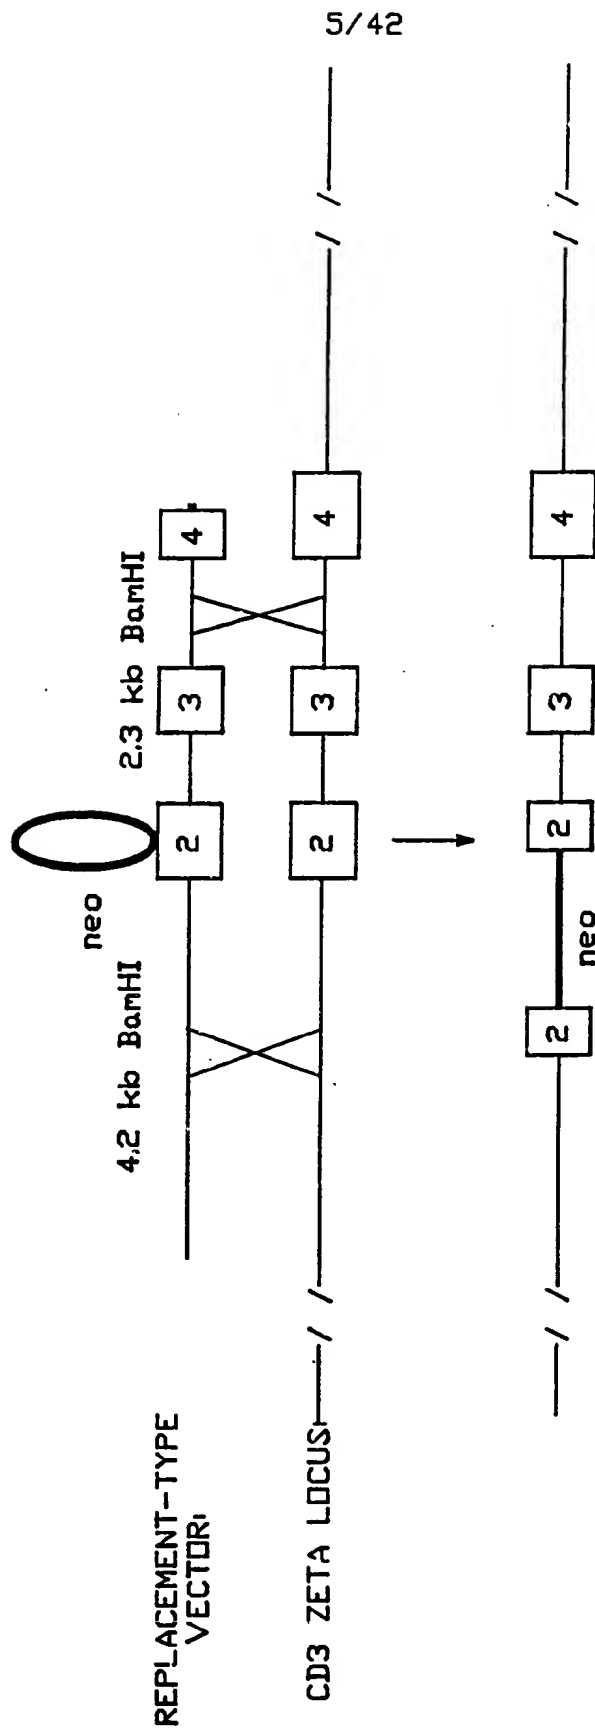 5/42
neo
4.2 kb BamHI
2.3 kb BamHI
REPLACEMENT-TYPE
VECTOR:
2
3
4
CD3 ZETA LOCUS:
2
3
4
2
neo
2
3
4